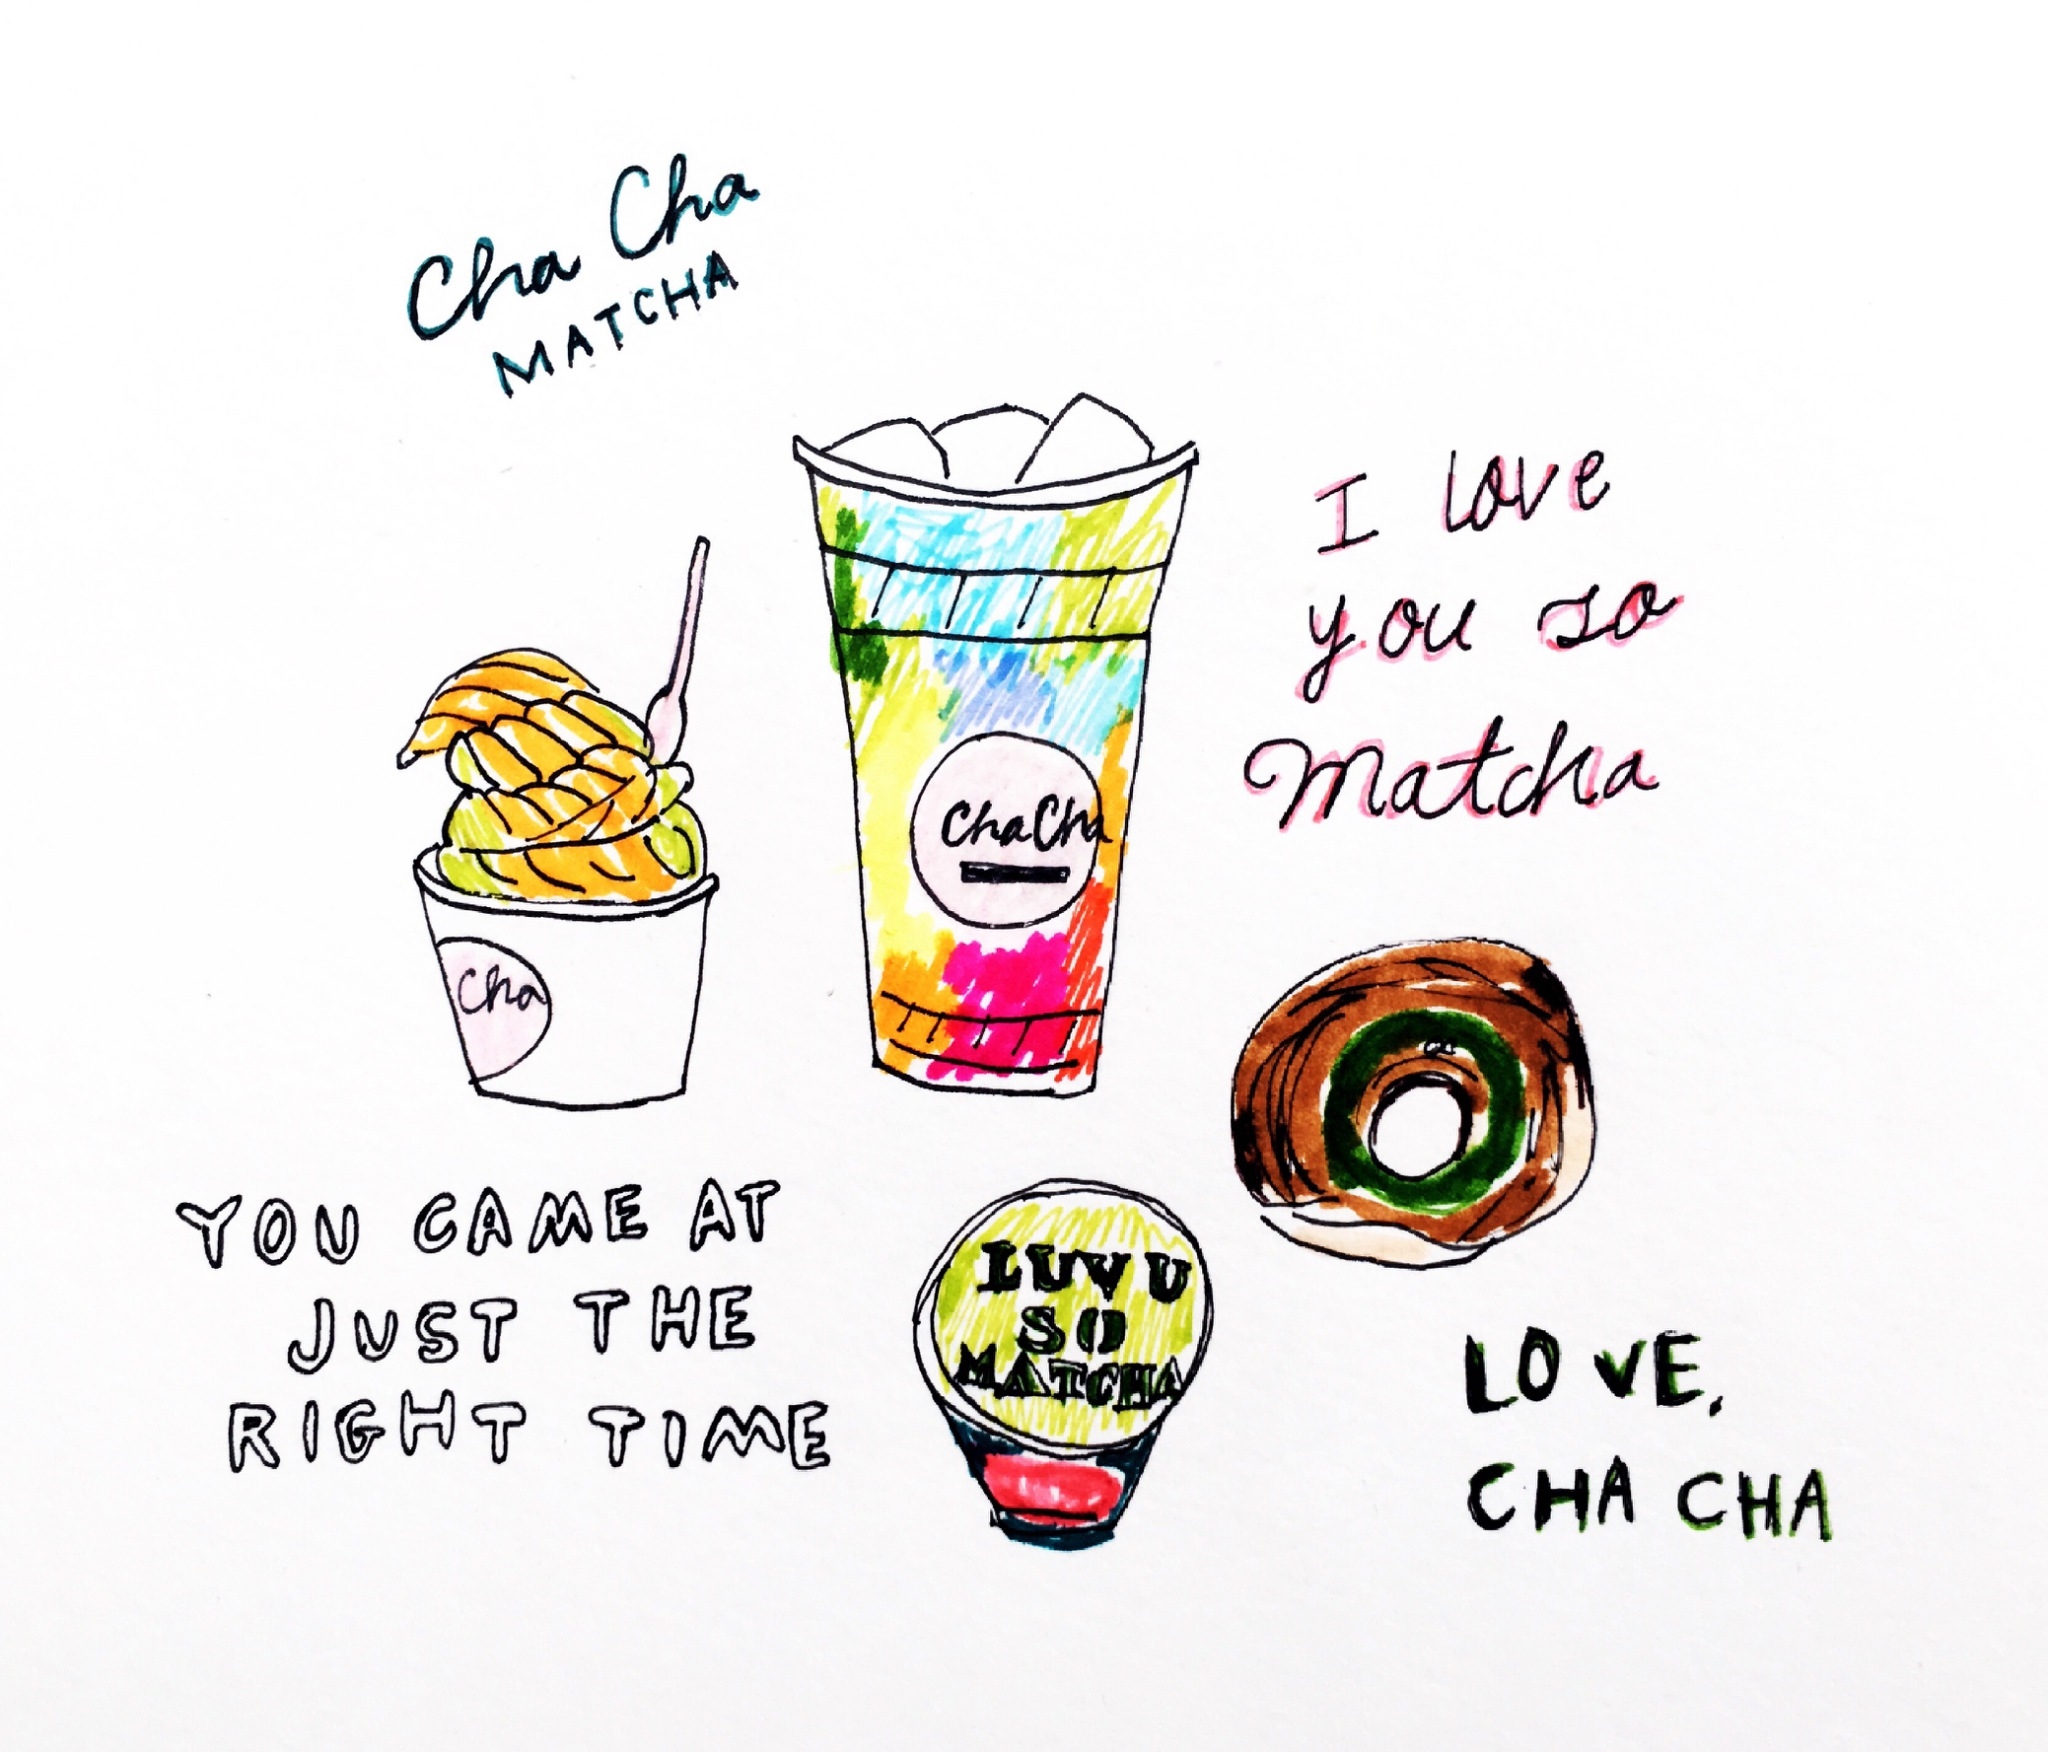 Cha Cha
MATCHA
I love
you so
Matcha
ChaCha
Cha
YOU CAME AT
JUST THE
RIGHT TIME
LUV U
SO
MATCHA
LOVE,
CHA CHA